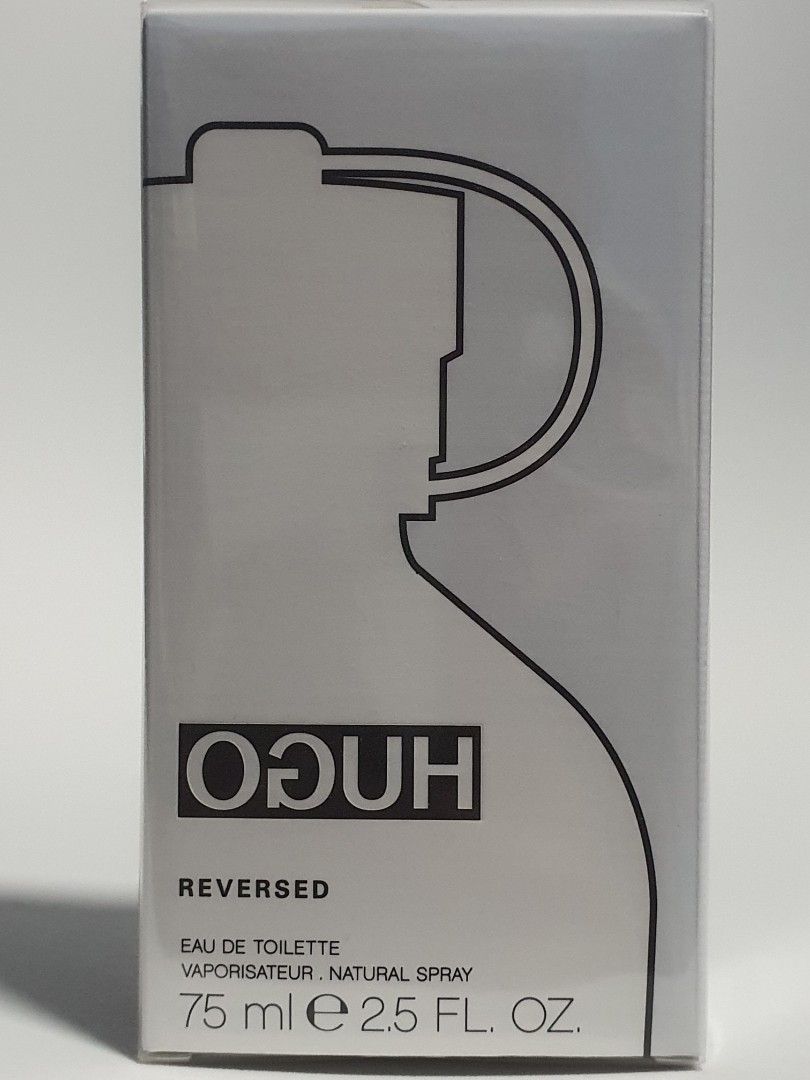 HUGO
REVERSED
EAU DE TOILETTE
VAPORISATEUR . NATURAL SPRAY
75 ml ℮ 2.5 FL. OZ.